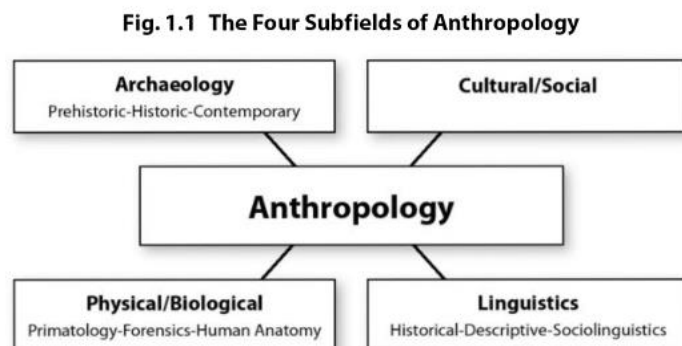 Fig. 1.1 The Four Subfields of Anthropology
Archaeology
Prehistoric-Historic-Contemporary
Cultural/Social
Anthropology
Physical/Biological
Primatology-Forensics-Human Anatomy
Linguistics
Historical-Descriptive-Sociolinguistics